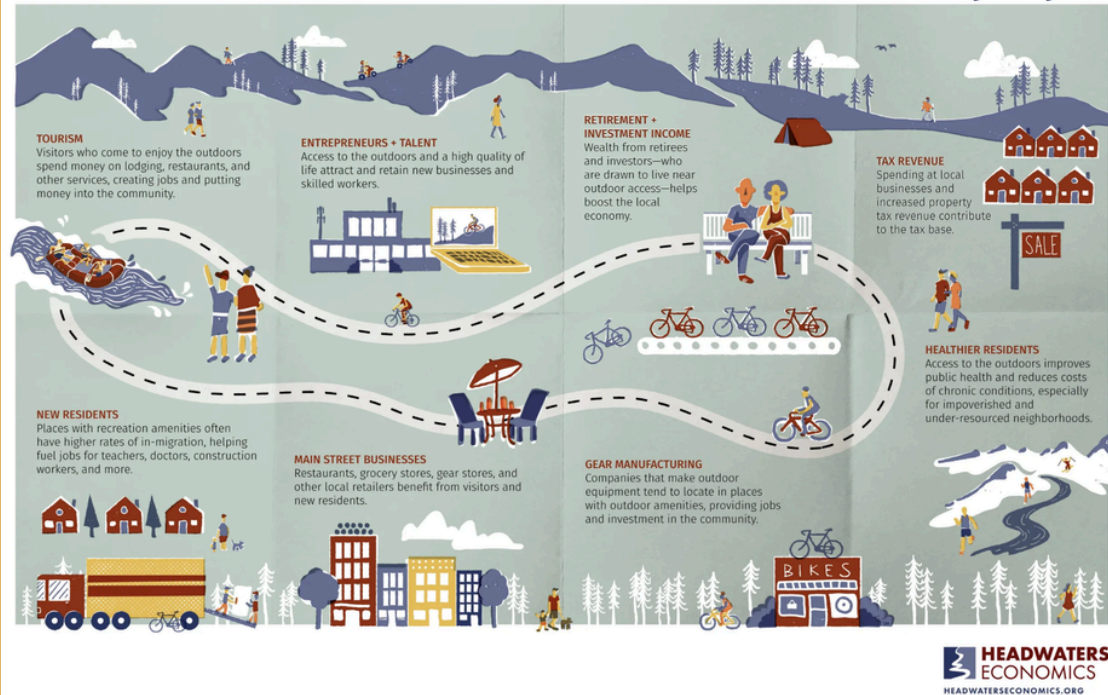 TOURISM
Visitors who come to enjoy the outdoors
spend money on lodging, restaurants, and
other services, creating jobs and putting
money into the community.
ENTREPRENEURS + TALENT
Access to the outdoors and a high quality of
life attract and retain new businesses and
skilled workers.
RETIREMENT +
INVESTMENT INCOME
Wealth from retirees
and investors—who
are drawn to live near
outdoor access—helps
boost the local
economy.
TAX REVENUE
Spending at local
businesses and
increased property
tax revenue contribute
to the tax base.
SALE
HEALTHIER RESIDENTS
Access to the outdoors improves
public health and reduces costs
of chronic conditions, especially
for impoverished and
under-resourced neighborhoods.
NEW RESIDENTS
Places with recreation amenities often
have higher rates of in-migration, helping
fuel jobs for teachers, doctors, construction
workers, and more.
MAIN STREET BUSINESSES
Restaurants, grocery stores, gear stores, and
other local retailers benefit from visitors and
new residents.
GEAR MANUFACTURING
Companies that make outdoor
equipment tend to locate in places
with outdoor amenities, providing jobs
and investment in the community.
BIKES
HEADWATERS
ECONOMICS
HEADWATERSECONOMICS.ORG